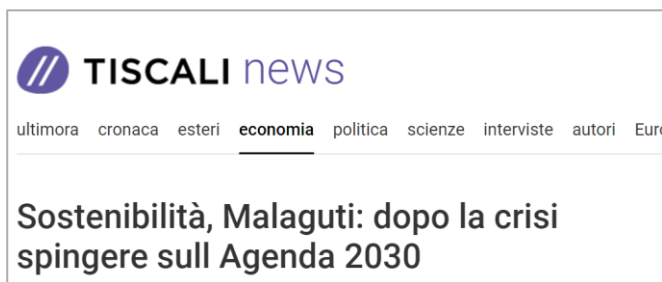 TISCALI news
ultimora cronaca esteri economia politica scienze interviste autori
Sostenibilità, Malaguti: dopo la crisi
spingere sull Agenda 2030